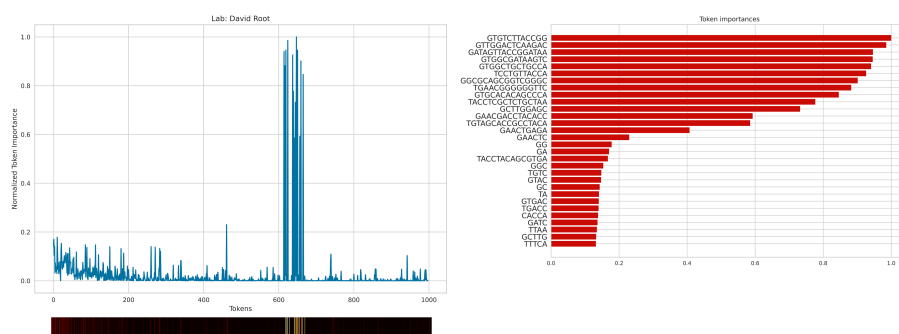 Lab: David Root
Normalized Token Importance
1.0
0.8
0.6
0.4
0.2
0.0
0 200 400 600 800 1000
Tokens
Token importances
GTGTCTTACCGG
GTTGGACTCAAGAC
GATAGTTACCGGATAA
GTGGCGATAAGTC
GTGGCTGCTGCCA
TCCTGTTACCA
GGCGCAGCGGTCGGGC
TGAACGGGGGGTTC
GTGCACACAGCCCA
TACCTCGCTCTGCTAA
GCTTGGAGC
GAACGACCTACACC
TGTAGCACCGCCTACA
GAACTGAGA
GAACTC
GG
GA
TACCTACAGCGTGA
GGC
TGTC
GTAC
GC
TA
GTGAC
TGACC
CACCA
GATC
TTAA
GCTTG
TTTCA
0.0 0.2 0.4 0.6 0.8 1.0